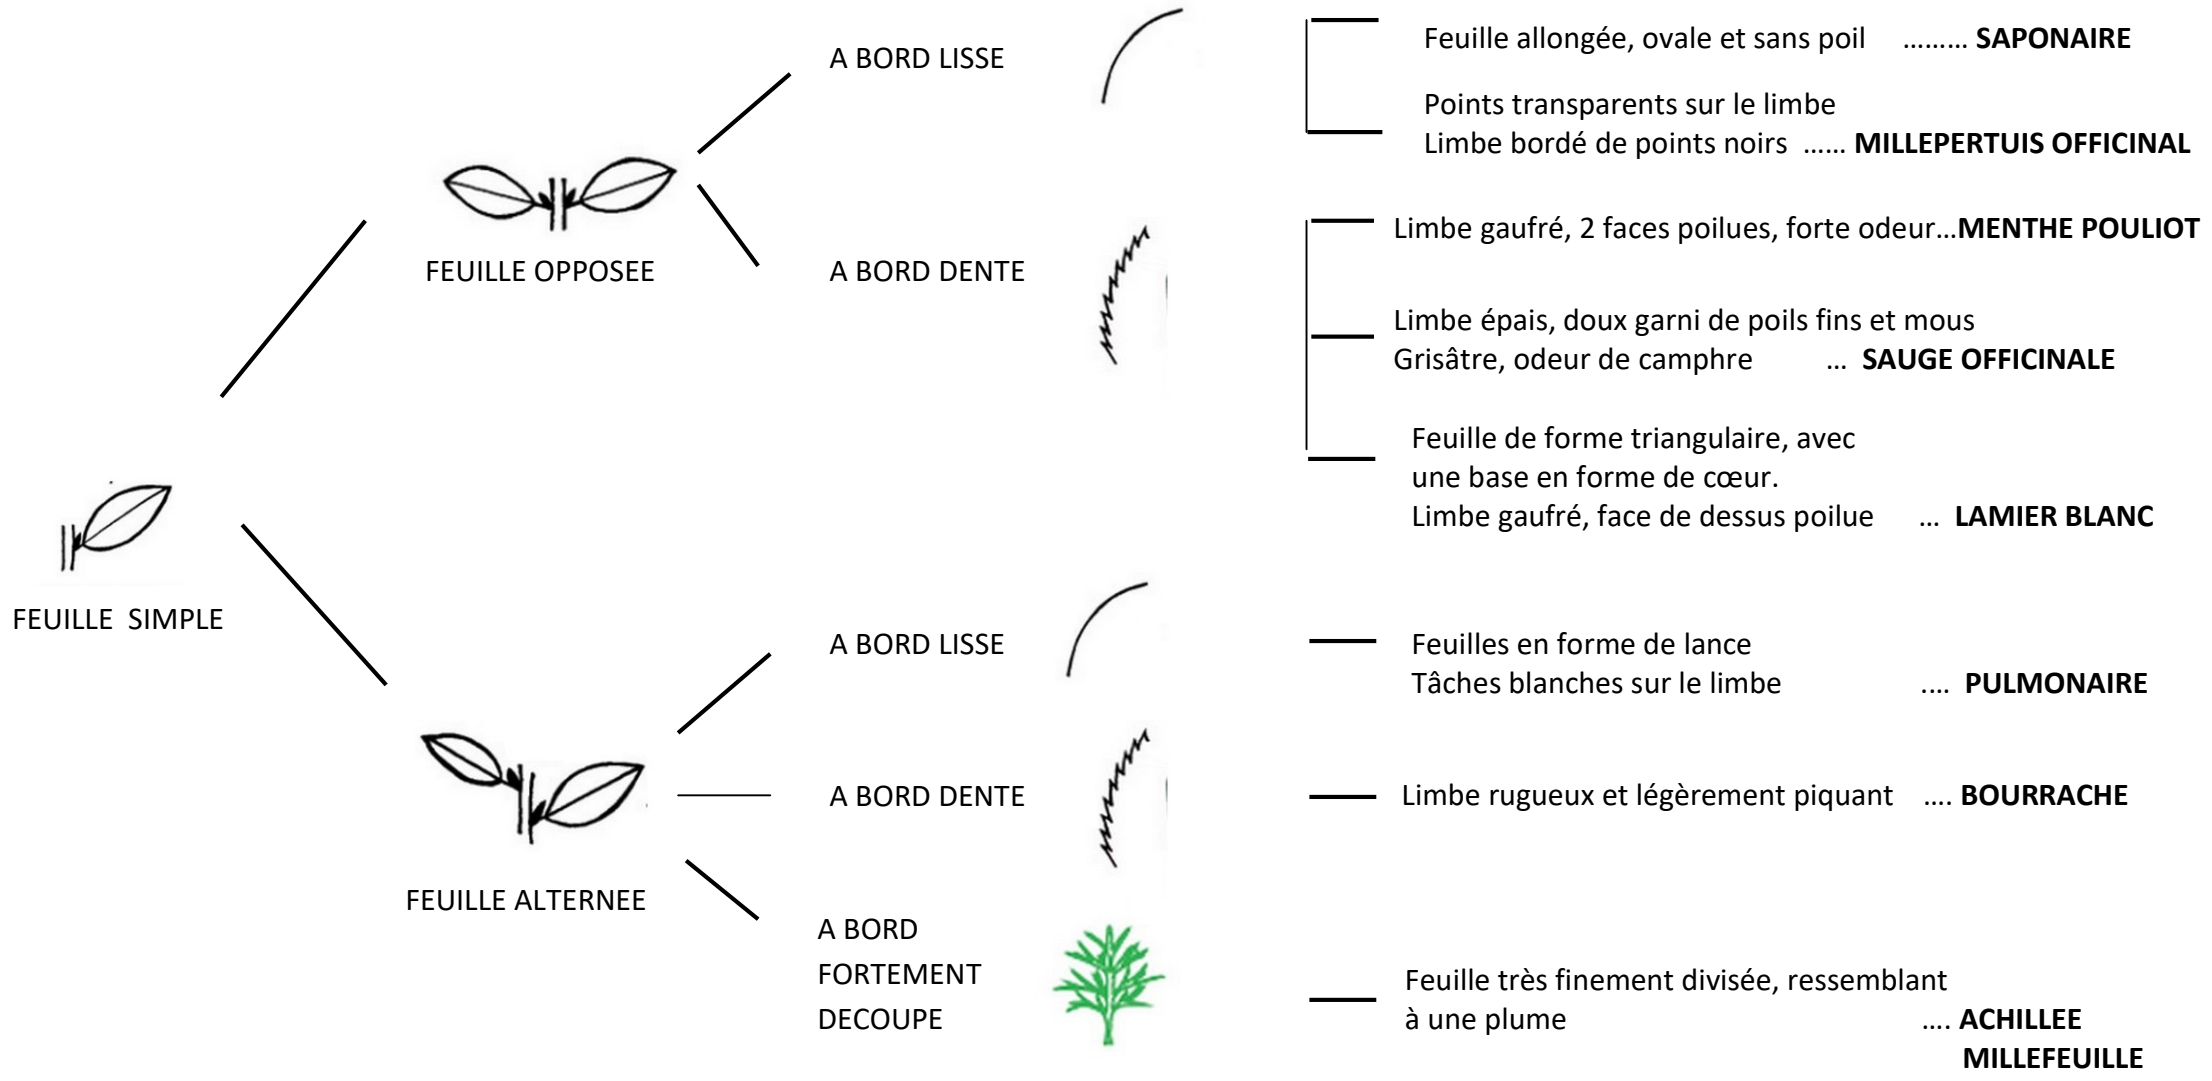 A BORD LISSE
Feuille allongée, ovale et sans poil ......... SAPONAIRE
Points transparents sur le limbe
Limbe bordé de points noirs ...... MILLEPERTUIS OFFICINAL
FEUILLE OPPOSEE
A BORD DENTE
Limbe gaufré, 2 faces poilues, forte odeur...MENTHE POULIOT
Limbe épais, doux garni de poils fins et mous
Grisâtre, odeur de camphre ... SAUGE OFFICINALE
Feuille de forme triangulaire, avec
une base en forme de cœur.
Limbe gaufré, face de dessus poilue ... LAMIER BLANC
FEUILLE SIMPLE
A BORD LISSE
Feuilles en forme de lance
Tâches blanches sur le limbe .... PULMONAIRE
A BORD DENTE
Limbe rugueux et légèrement piquant .... BOURRACHE
FEUILLE ALTERNEE
A BORD
FORTEMENT
DECOUPE
Feuille très finement divisée, ressemblant
à une plume .... ACHILLEE
MILLEFEUILLE